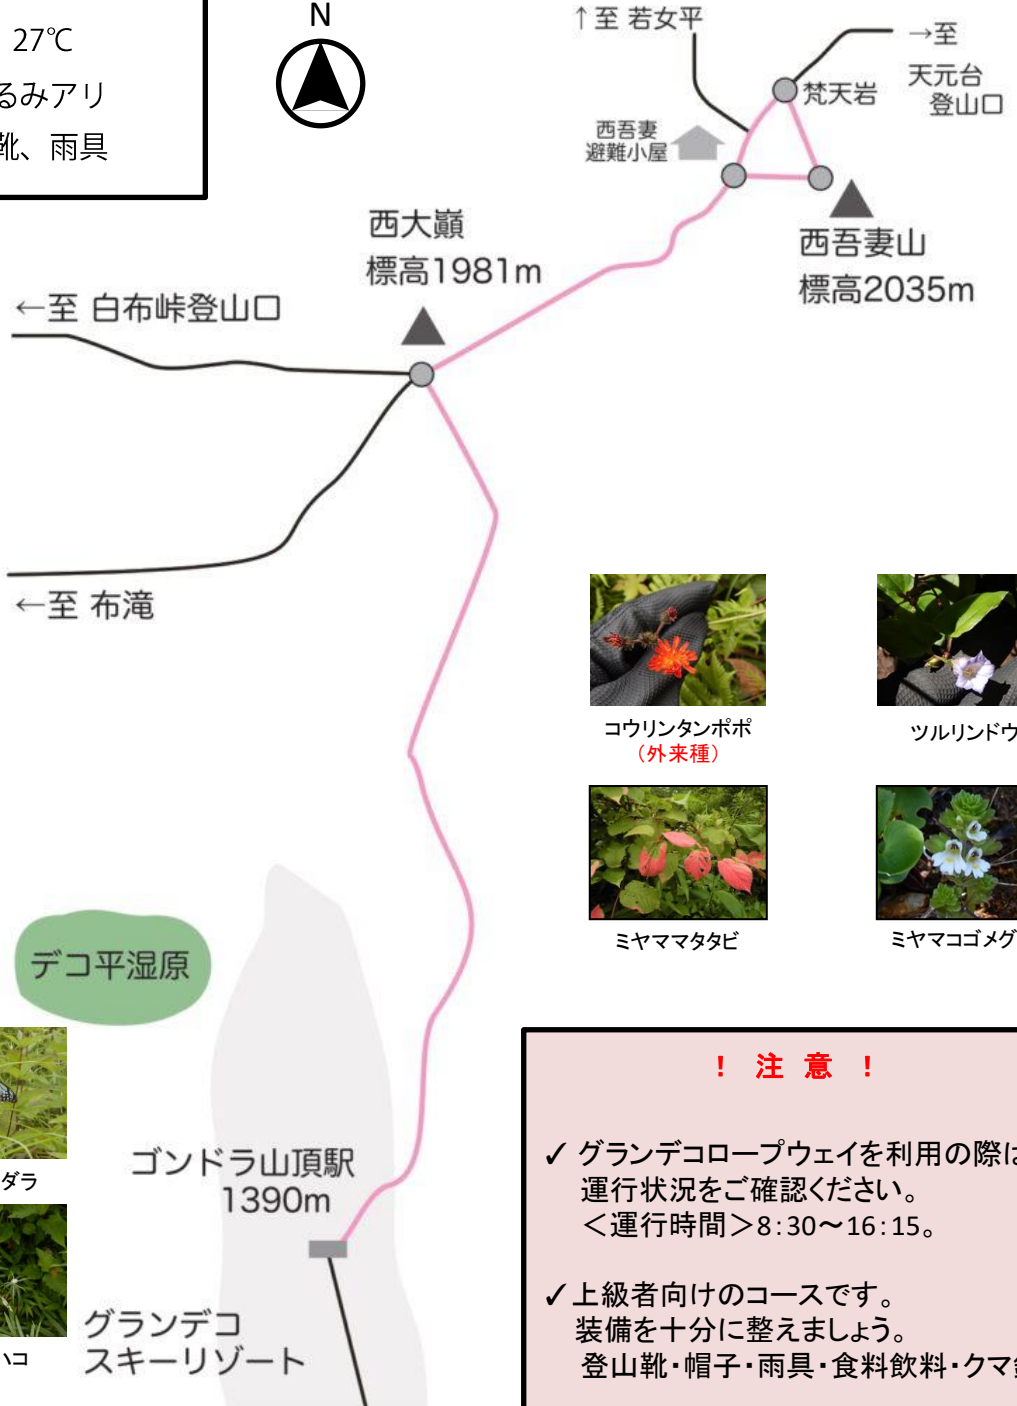 27℃
るみアリ
靴、雨具
N
↑至 若女平
→至
天元台
登山口
梵天岩
西吾妻
避難小屋
西吾妻山
標高2035m
西大巓
標高1981m
←至 白布峠登山口
←至 布滝
コウリンタンポポ
（外来種）
ツルリンドウ
ミヤママタタビ
ミヤマコゴメグ
デコ平湿原
ダラ
ハコ
ゴンドラ山頂駅
1390m
グランデコ
スキーリゾート
! 注 意 !
✓ グランデコロープウェイを利用の際は
運行状況をご確認ください。
＜運行時間＞8:30～16:15。
✓ 上級者向けのコースです。
装備を十分に整えましょう。
登山靴・帽子・雨具・食料飲料・クマ